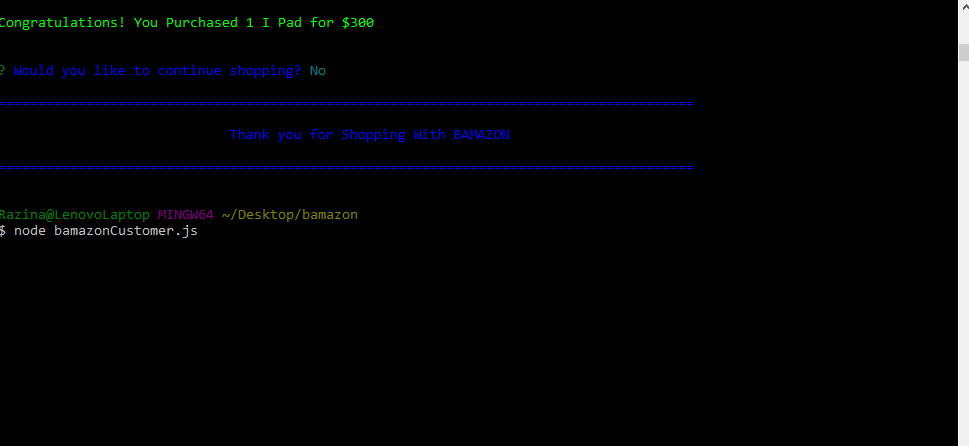 Congratulations! You Purchased 1 I Pad for $300
? Would you like to continue shopping? No
================================================================================
Thank you for Shopping With BAMAZON
================================================================================
Razina@LenovoLaptop MINGW64 ~/Desktop/bamazon
$ node bamazonCustomer.js